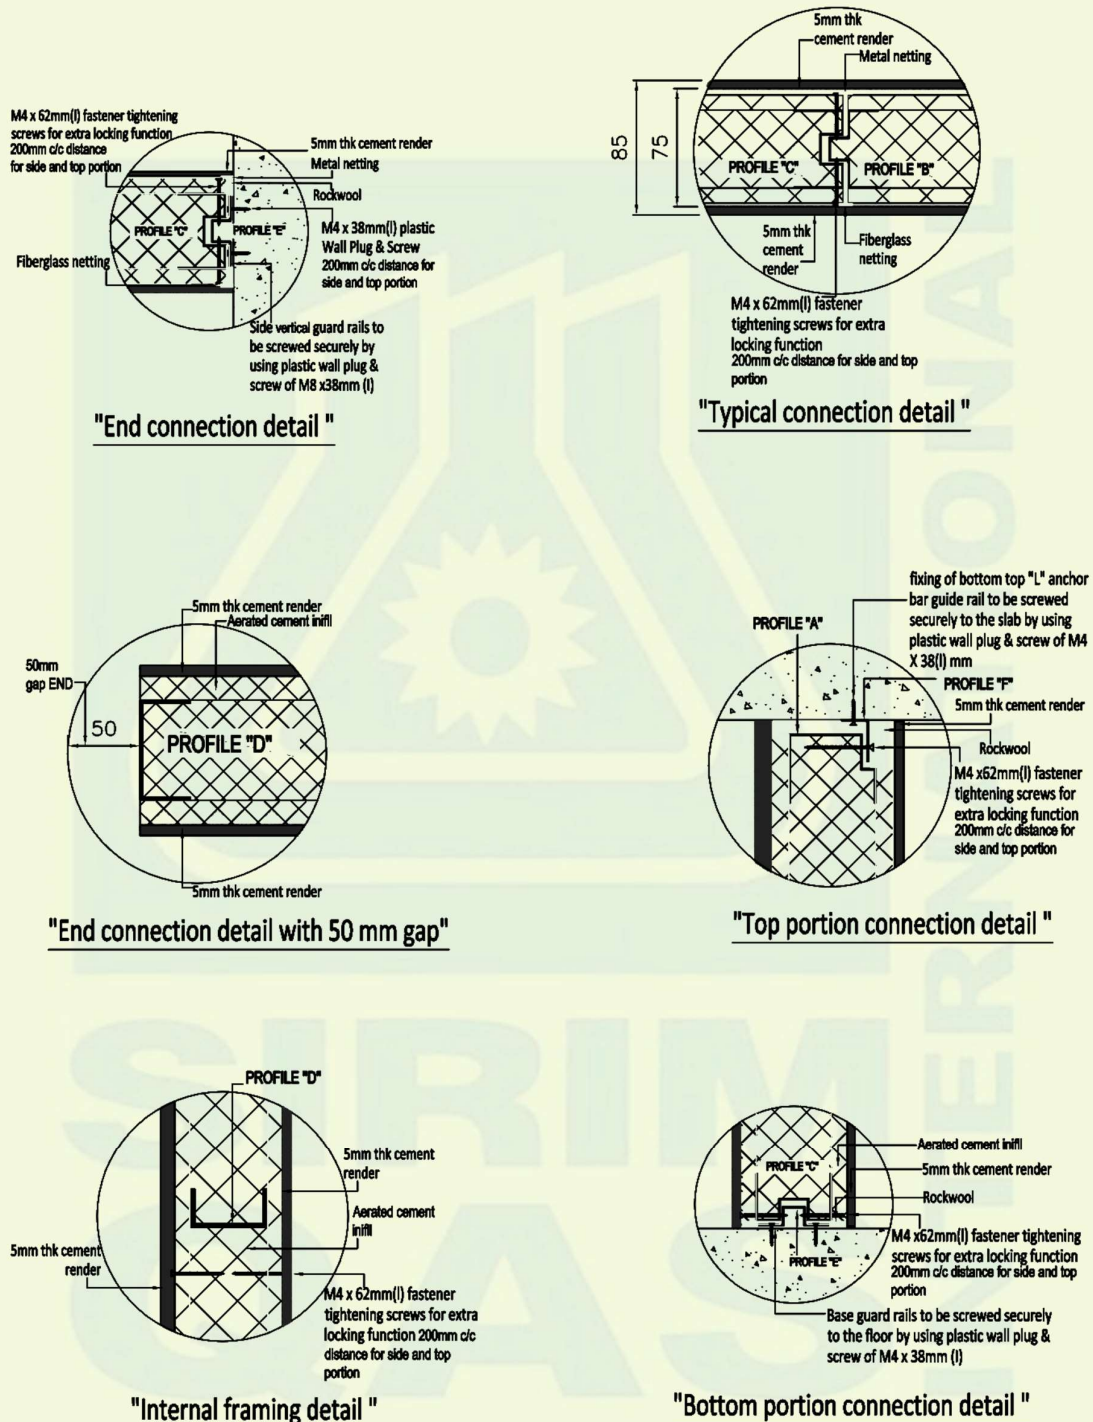 M4 x 62mm(l) fastener tightening
screws for extra locking function
200mm c/c distance
for side and top portion
5mm thk cement render
Metal netting
Rockwool
PROFILE "C"
PROFILE "E"
M4 x 38mm(l) plastic
Wall Plug & Screw
200mm c/c distance for
side and top portion
Fiberglass netting
Side vertical guard rails to
be screwed securely by
using plastic wall plug &
screw of M8 x38mm (l)
"End connection detail "
5mm thk
cement render
Metal netting
85
75
PROFILE "C"
PROFILE "B"
5mm thk
cement
render
Fiberglass
netting
M4 x 62mm(l) fastener
tightening screws for extra
locking function
200mm c/c distance for side and top
portion
"Typical connection detail "
5mm thk cement render
Aerated cement inifil
50mm
gap END
50
PROFILE "D"
5mm thk cement render
"End connection detail with 50 mm gap"
fixing of bottom top "L" anchor
bar guide rail to be screwed
securely to the slab by using
plastic wall plug & screw of M4
X 38(l) mm
PROFILE "A"
PROFILE "F"
5mm thk cement render
Rockwool
M4 x62mm(l) fastener
tightening screws for
extra locking function
200mm c/c distance for
side and top portion
"Top portion connection detail "
PROFILE "D"
5mm thk cement
render
Aerated cement
inifil
5mm thk cement
render
M4 x 62mm(l) fastener
tightening screws for extra
locking function 200mm c/c
distance for side and top
portion
"Internal framing detail "
PROFILE "C"
Aerated cement inifil
5mm thk cement render
Rockwool
PROFILE "E"
M4 x62mm(l) fastener tightening
screws for extra locking function
200mm c/c distance for side and top
portion
Base guard rails to be screwed securely
to the floor by using plastic wall plug &
screw of M4 x 38mm (l)
"Bottom portion connection detail "
SIRIM
QAS
INTERNATIONAL